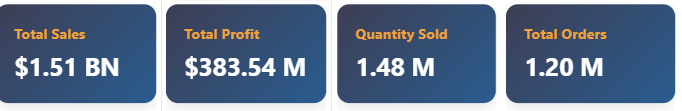 Total Sales
$1.51 BN
Total Profit
$383.54 M
Quantity Sold
1.48 M
Total Orders
1.20 M